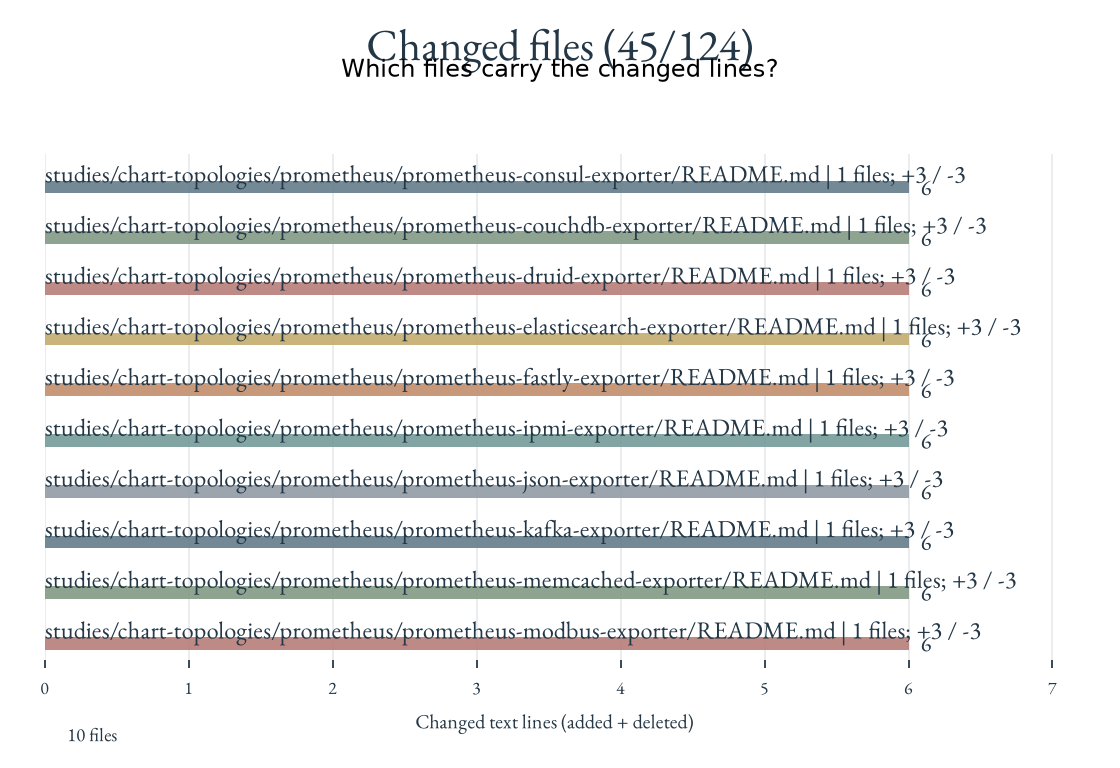 Changed files (45/124)
Which files carry the changed lines?
studies/chart-topologies/prometheus/prometheus-consul-exporter/README.md | 1 files; +3 / -3
6
studies/chart-topologies/prometheus/prometheus-couchdb-exporter/README.md | 1 files; +3 / -3
6
studies/chart-topologies/prometheus/prometheus-druid-exporter/README.md | 1 files; +3 / -3
6
studies/chart-topologies/prometheus/prometheus-elasticsearch-exporter/README.md | 1 files; +3 / -3
6
studies/chart-topologies/prometheus/prometheus-fastly-exporter/README.md | 1 files; +3 / -3
6
studies/chart-topologies/prometheus/prometheus-ipmi-exporter/README.md | 1 files; +3 / -3
6
studies/chart-topologies/prometheus/prometheus-json-exporter/README.md | 1 files; +3 / -3
6
studies/chart-topologies/prometheus/prometheus-kafka-exporter/README.md | 1 files; +3 / -3
6
studies/chart-topologies/prometheus/prometheus-memcached-exporter/README.md | 1 files; +3 / -3
6
studies/chart-topologies/prometheus/prometheus-modbus-exporter/README.md | 1 files; +3 / -3
6
0 1 2 3 4 5 6 7
Changed text lines (added + deleted)
10 files